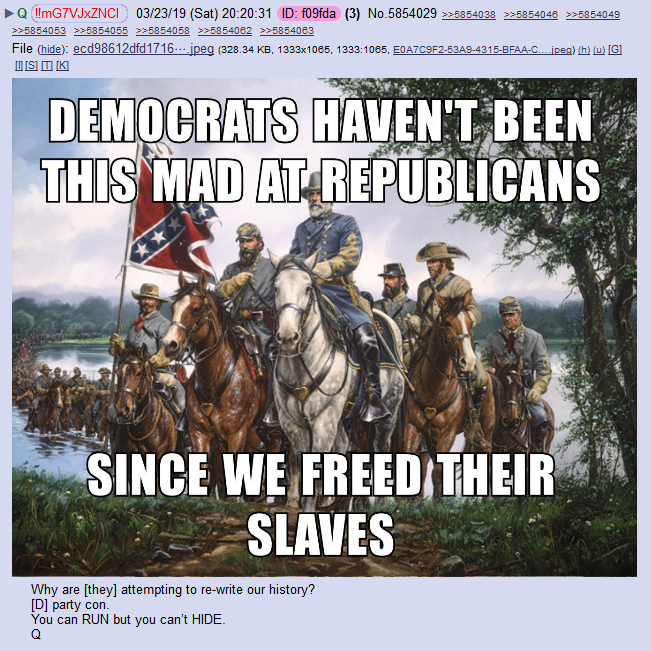 Q !!mG7VJxZNCI 03/23/19 (Sat) 20:20:31 ID: f09fda (3) No.5854029 >>5854038 >>5854046 >>5854049
>>5854053 >>5854055 >>5854058 >>5854062 >>5854063
File (hide): ecd98612dfd1716⋯.jpeg (328.34 KB, 1333x1065, 1333:1065, E0A7C9F2-53A9-4315-BFAA-C….jpeg) (h) (u) [G]
[I] [S] [T] [K]
DEMOCRATS HAVEN'T BEEN
THIS MAD AT REPUBLICANS
SINCE WE FREED THEIR
SLAVES
Why are [they] attempting to re-write our history?
[D] party con.
You can RUN but you can't HIDE.
Q